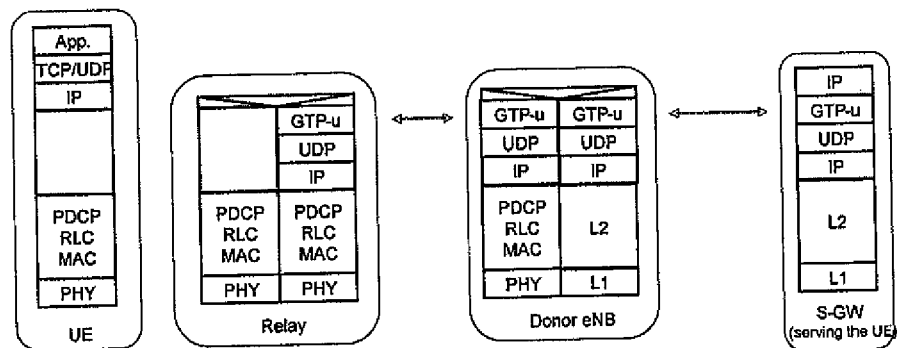 App.
TCP/UDP
IP
PDCP
RLC
MAC
PHY
UE
GTP-u
UDP
IP
PDCP PDCP
RLC RLC
MAC MAC
PHY PHY
Relay
GTP-u GTP-u
UDP UDP
IP IP
PDCP
RLC L2
MAC
PHY L1
Donor eNB
IP
GTP-u
UDP
IP
L2
L1
S-GW
(serving the UE)